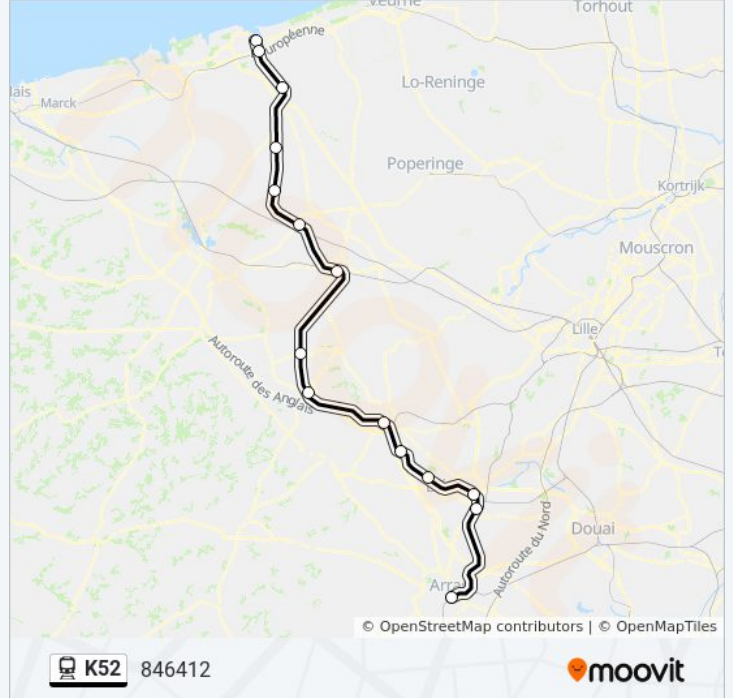 Veurne
Torhout
Européenne
Lo-Reninge
Marck
Poperinge
Kortrijk
Mouscron
Lille
Autoroute des Anglais
Douai
Autoroute du Nord
Arra
© OpenStreetMap contributors | © OpenMapTiles
K52 846412 moovit